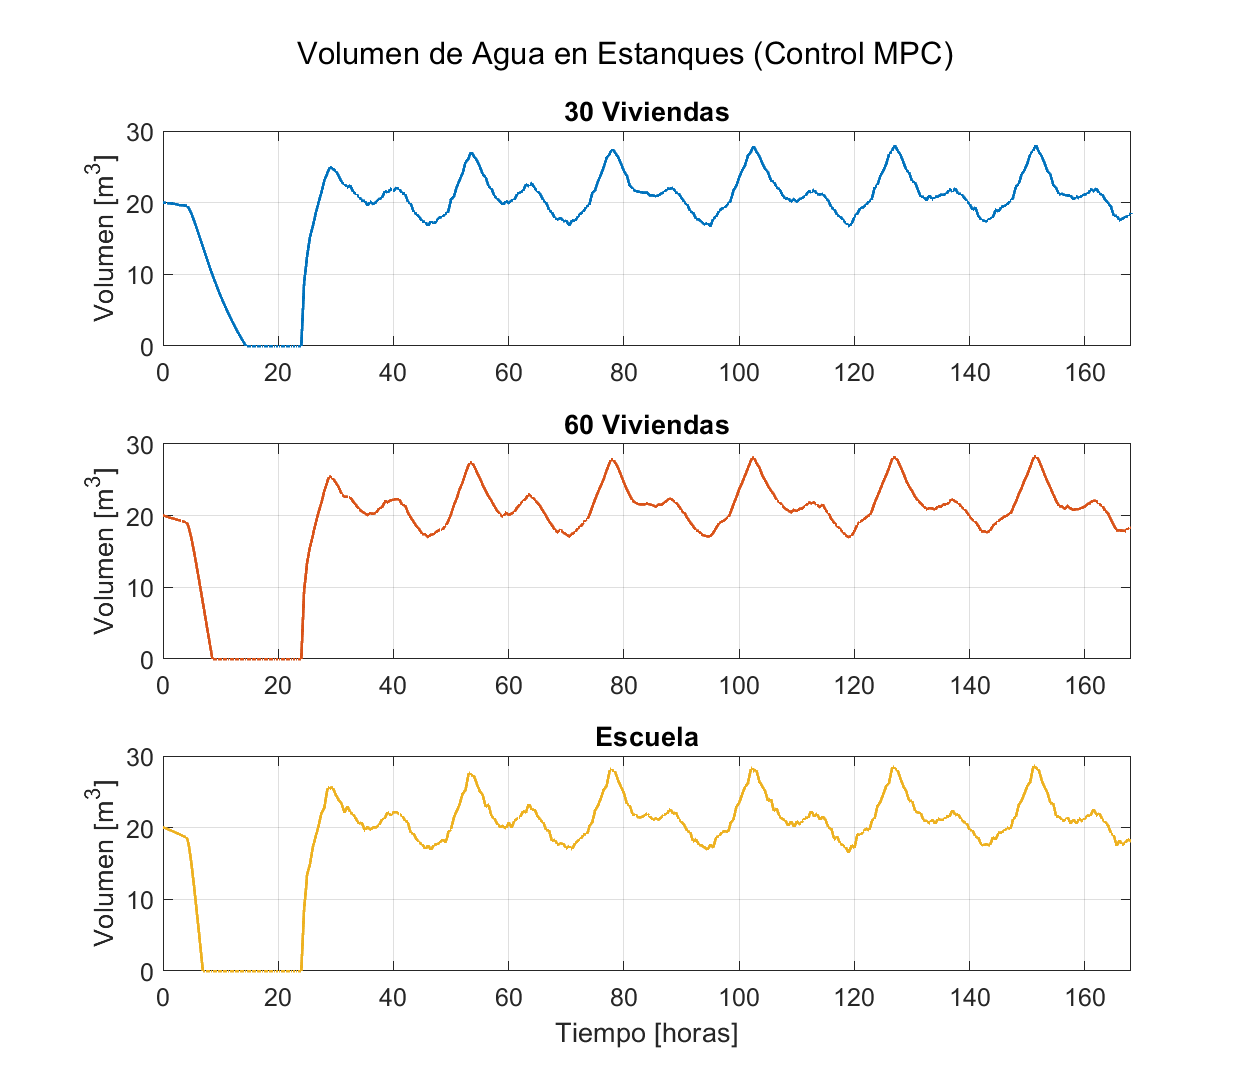 Volumen de Agua en Estanques (Control MPC)
30 Viviendas
Volumen [m³]
30
20
10
0
0 20 40 60 80 100 120 140 160
60 Viviendas
Volumen [m³]
30
20
10
0
0 20 40 60 80 100 120 140 160
Escuela
Volumen [m³]
30
20
10
0
0 20 40 60 80 100 120 140 160
Tiempo [horas]